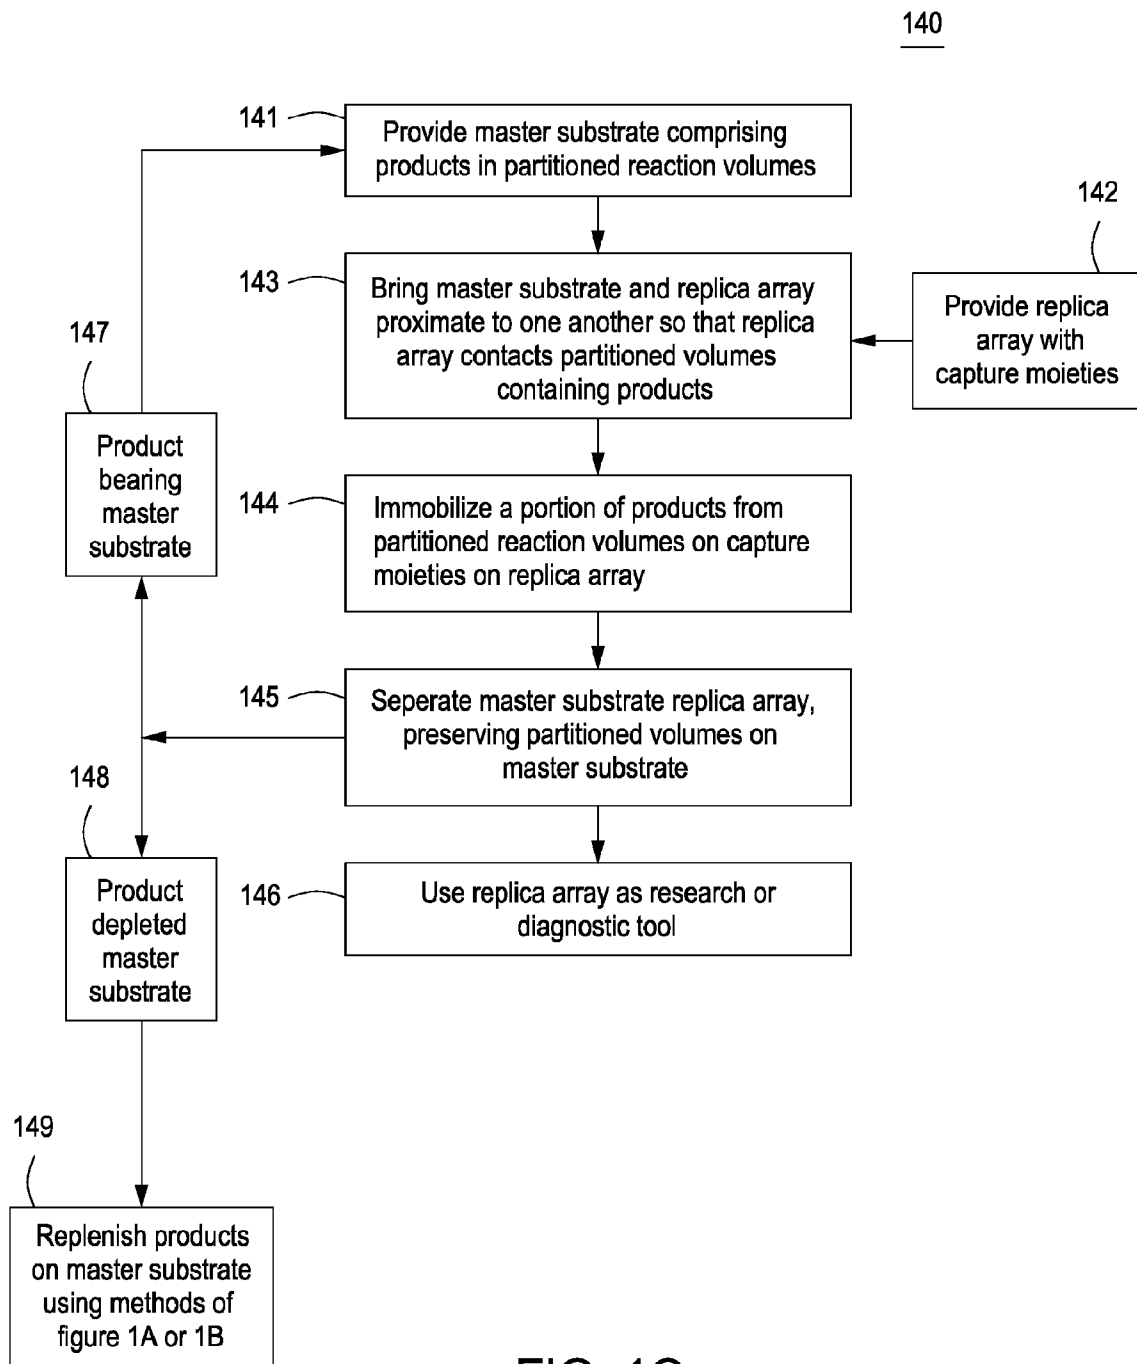 140
141
Provide master substrate comprising
products in partitioned reaction volumes
142
Provide replica
array with
capture moieties
143
Bring master substrate and replica array
proximate to one another so that replica
array contacts partitioned volumes
containing products
147
Product
bearing
master
substrate
144
Immobilize a portion of products from
partitioned reaction volumes on capture
moieties on replica array
145
Seperate master substrate replica array,
preserving partitioned volumes on
master substrate
148
Product
depleted
master
substrate
146
Use replica array as research or
diagnostic tool
149
Replenish products
on master substrate
using methods of
figure 1A or 1B
FIG. 1C